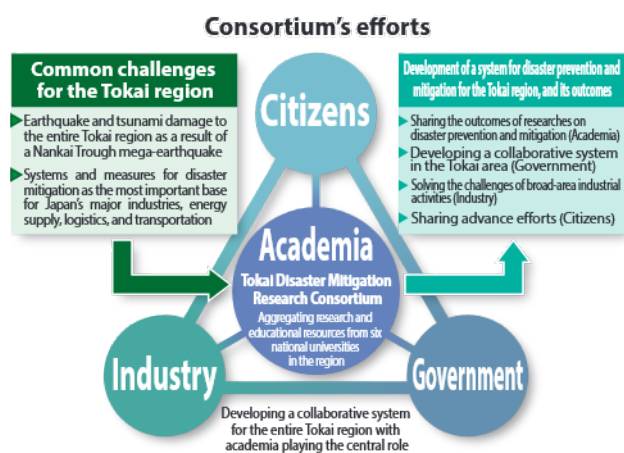 Consortium's efforts
Common challenges
for the Tokai region
Earthquake and tsunami damage to
the entire Tokai region as a result of
a Nankai Trough mega-earthquake
Systems and measures for disaster
mitigation as the most important base
for Japan's major industries, energy
supply, logistics, and transportation
Citizens
Development of a system for disaster prevention and
mitigation for the Tokai region, and its outcomes
Sharing the outcomes of researches on
disaster prevention and mitigation (Academia)
Developing a collaborative system
in the Tokai area (Government)
Solving the challenges of broad-area industrial
activities (Industry)
Sharing advance efforts (Citizens)
Academia
Tokai Disaster Mitigation
Research Consortium
Aggregating research and
educational resources from six
national universities
in the region
Industry
Government
Developing a collaborative system
for the entire Tokai region with
academia playing the central role